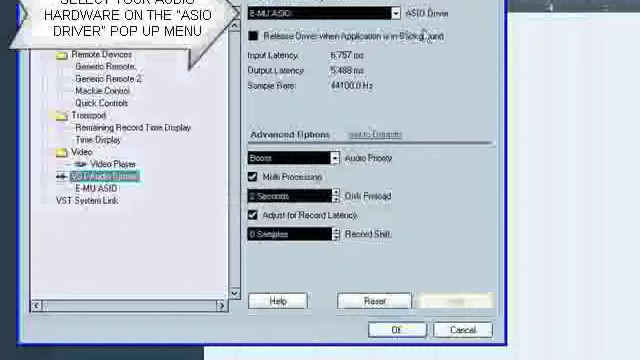 SELECT YOUR AUDIO
HARDWARE ON THE "ASIO
DRIVER" POP UP MENU
E-MU ASIO
ASIO Driver
Release Driver when Application is in Background
Input Latency: 6.757 ms
Output Latency: 5.488 ms
Sample Rate: 44100.0 Hz
Remote Devices
Generic Remote
Generic Remote 2
Mackie Control
Quick Controls
Transport
Remaining Record Time Display
Time Display
Video
Video Player
VST Audio System
E-MU ASIO
VST System Link
Advanced Options
Set to Defaults
Boost
Audio Priority
Multi Processing
2 Seconds
Disk Preload
Adjust for Record Latency
0 Samples
Record Shift
Help
Reset
OK
Cancel